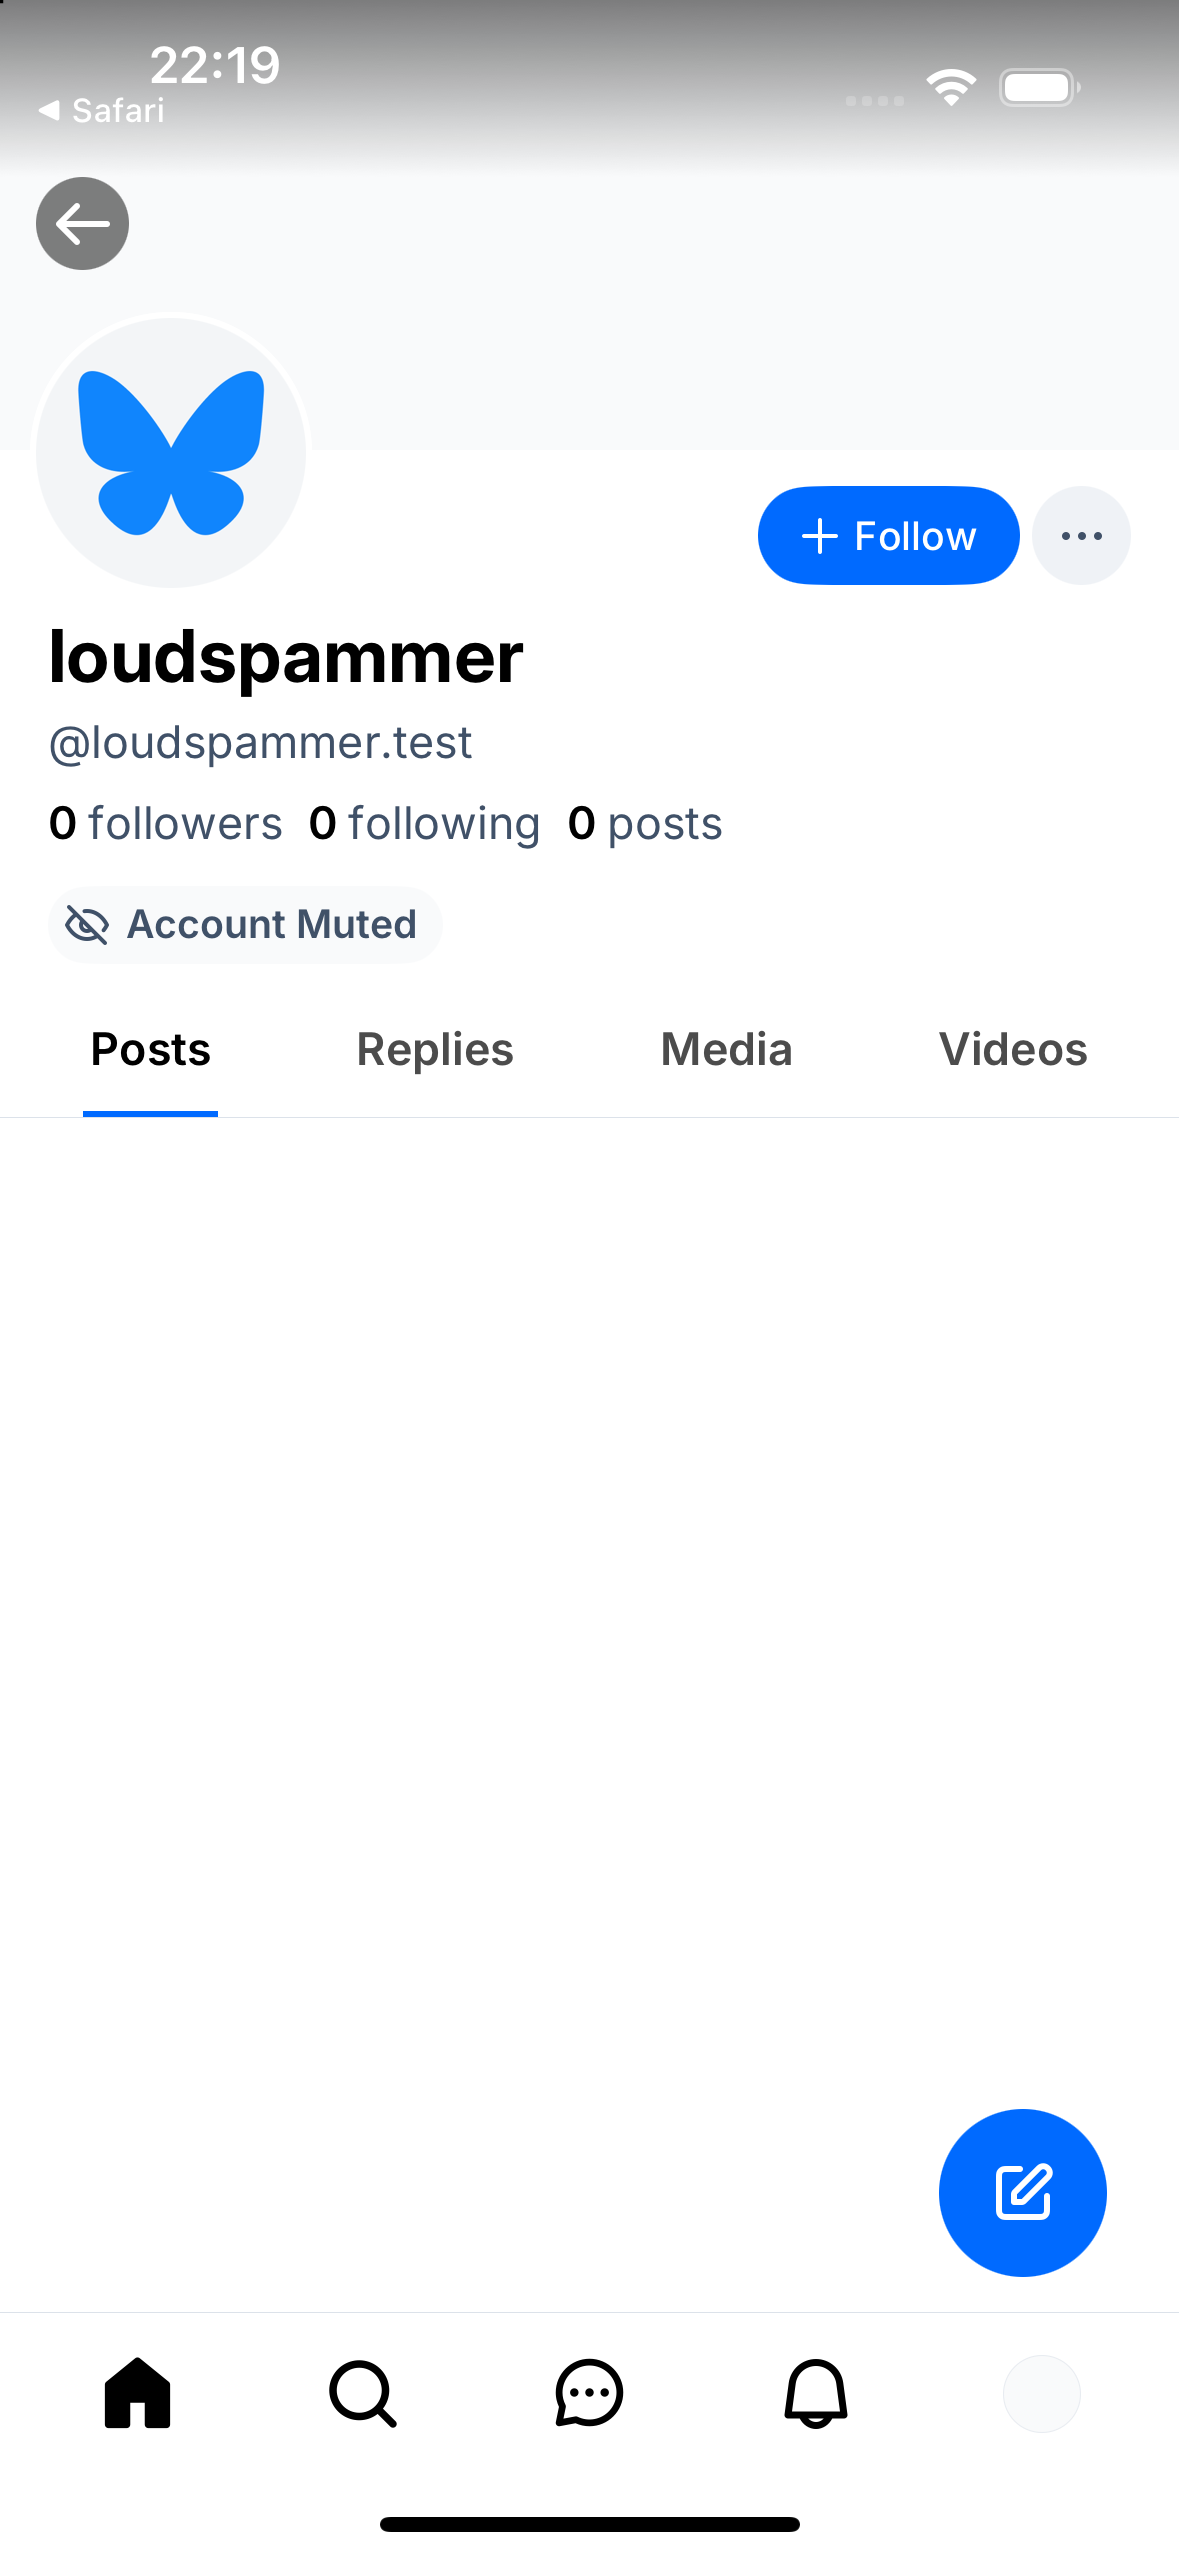 22:19
Safari
Follow
loudspammer
@loudspammer.test
0 followers 0 following 0 posts
Account Muted
Posts Replies Media Videos